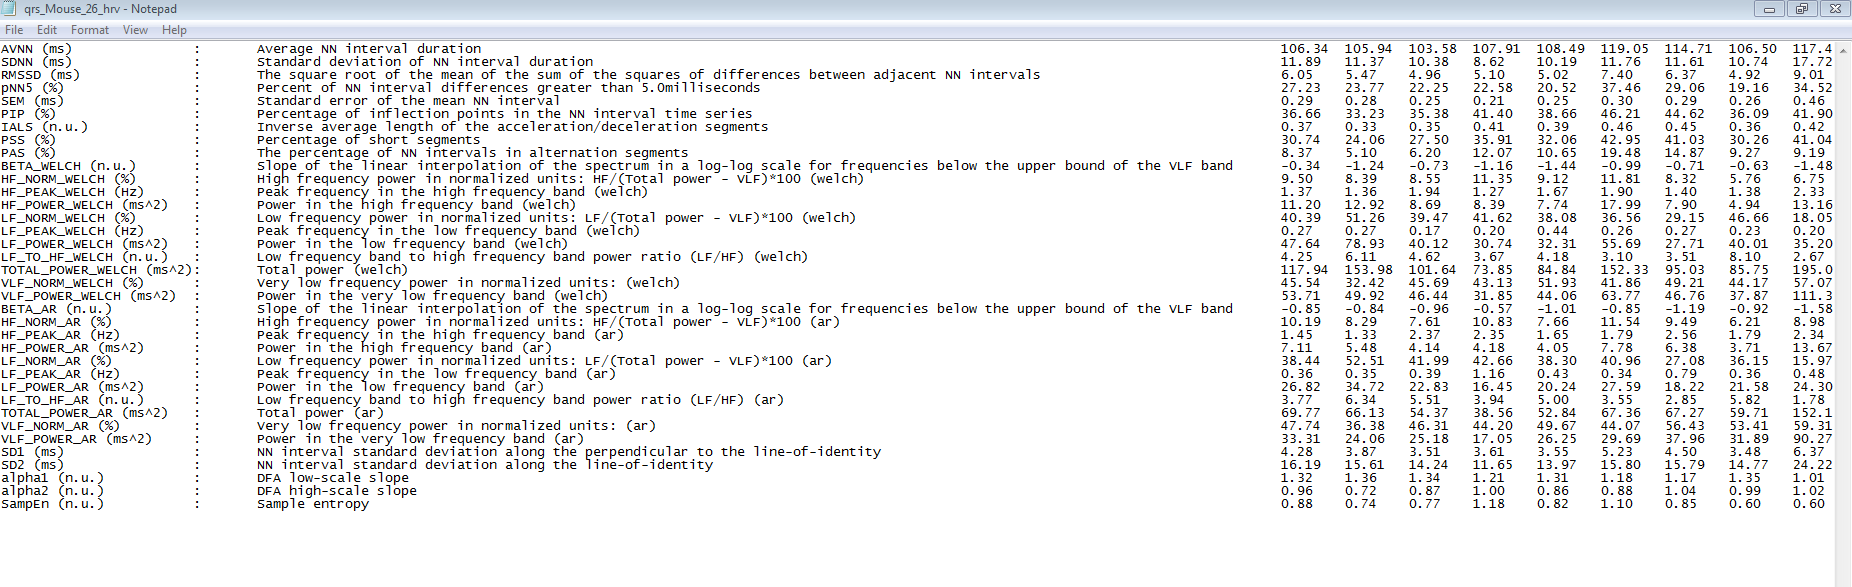 qrs_Mouse_26_hrv - Notepad
File Edit Format View Help
AVNN (ms) : Average NN interval duration 106.34 105.94 103.58 107.91 108.49 119.05 114.71 106.50 117.4
SDNN (ms) : Standard deviation of NN interval duration 11.89 11.37 10.38 8.62 10.19 11.76 11.61 10.74 17.72
RMSSD (ms) : The square root of the mean of the sum of the squares of differences between adjacent NN intervals 6.05 5.47 4.96 5.10 5.02 7.40 6.37 4.92 9.01
pNN5 (%) : Percent of NN interval differences greater than 5.0milliseconds 27.23 23.77 22.25 22.58 20.52 37.46 29.06 19.16 34.52
SEM (ms) : Standard error of the mean NN interval 0.29 0.28 0.25 0.21 0.25 0.30 0.29 0.26 0.46
PIP (%) : Percentage of inflection points in the NN interval time series 36.66 33.23 35.38 41.40 38.66 46.21 44.62 36.09 41.90
IALS (n.u.) : Inverse average length of the acceleration/deceleration segments 0.37 0.33 0.35 0.41 0.39 0.46 0.45 0.36 0.42
PSS (%) : Percentage of short segments 30.74 24.06 27.50 35.91 32.06 42.95 41.03 30.26 41.04
PAS (%) : The percentage of NN intervals in alternation segments 8.37 5.10 6.20 12.07 10.65 19.48 14.87 9.27 9.19
BETA_WELCH (n.u.) : Slope of the linear interpolation of the spectrum in a log-log scale for frequencies below the upper bound of the VLF band -0.34 -1.24 -0.73 -1.16 -1.44 -0.99 -0.71 -0.63 -1.48
HF_NORM_WELCH (%) : High frequency power in normalized units: HF/(Total power - VLF)*100 (welch) 9.50 8.39 8.55 11.35 9.12 11.81 8.32 5.76 6.75
HF_PEAK_WELCH (Hz) : Peak frequency in the high frequency band (welch) 1.37 1.36 1.94 1.27 1.67 1.90 1.40 1.38 2.33
HF_POWER_WELCH (ms^2) : Power in the high frequency band (welch) 11.20 12.92 8.69 8.39 7.74 17.99 7.90 4.94 13.16
LF_NORM_WELCH (%) : Low frequency power in normalized units: LF/(Total power - VLF)*100 (welch) 40.39 51.26 39.47 41.62 38.08 36.56 29.15 46.66 18.05
LF_PEAK_WELCH (Hz) : Peak frequency in the low frequency band (welch) 0.27 0.27 0.17 0.20 0.44 0.26 0.27 0.23 0.20
LF_POWER_WELCH (ms^2) : Power in the low frequency band (welch) 47.64 78.93 40.12 30.74 32.31 55.69 27.71 40.01 35.20
LF_TO_HF_WELCH (n.u.) : Low frequency band to high frequency band power ratio (LF/HF) (welch) 4.25 6.11 4.62 3.67 4.18 3.10 3.51 8.10 2.67
TOTAL_POWER_WELCH (ms^2): Total power (welch) 117.94 153.98 101.64 73.85 84.84 152.33 95.03 85.75 195.0
VLF_NORM_WELCH (%) : Very low frequency power in normalized units: (welch) 45.54 32.42 45.69 43.13 51.93 41.86 49.21 44.17 57.07
VLF_POWER_WELCH (ms^2) : Power in the very low frequency band (welch) 53.71 49.92 46.44 31.85 44.06 63.77 46.76 37.87 111.3
BETA_AR (n.u.) : Slope of the linear interpolation of the spectrum in a log-log scale for frequencies below the upper bound of the VLF band -0.85 -0.84 -0.96 -0.57 -1.01 -0.85 -1.19 -0.92 -1.58
HF_NORM_AR (%) : High frequency power in normalized units: HF/(Total power - VLF)*100 (ar) 10.19 8.29 7.61 10.83 7.66 11.54 9.49 6.21 8.98
HF_PEAK_AR (Hz) : Peak frequency in the high frequency band (ar) 1.45 1.33 2.37 2.35 1.65 1.79 2.56 1.79 2.34
HF_POWER_AR (ms^2) : Power in the high frequency band (ar) 7.11 5.48 4.14 4.18 4.05 7.78 6.38 3.71 13.67
LF_NORM_AR (%) : Low frequency power in normalized units: LF/(Total power - VLF)*100 (ar) 38.44 52.51 41.99 42.66 38.30 40.96 27.08 36.15 15.97
LF_PEAK_AR (Hz) : Peak frequency in the low frequency band (ar) 0.36 0.35 0.39 1.16 0.43 0.34 0.79 0.36 0.48
LF_POWER_AR (ms^2) : Power in the low frequency band (ar) 26.82 34.72 22.83 16.45 20.24 27.59 18.22 21.58 24.30
LF_TO_HF_AR (n.u.) : Low frequency band to high frequency band power ratio (LF/HF) (ar) 3.77 6.34 5.51 3.94 5.00 3.55 2.85 5.82 1.78
TOTAL_POWER_AR (ms^2) : Total power (ar) 69.77 66.13 54.37 38.56 52.84 67.36 67.27 59.71 152.1
VLF_NORM_AR (%) : Very low frequency power in normalized units: (ar) 47.74 36.38 46.31 44.20 49.67 44.07 56.43 53.41 59.31
VLF_POWER_AR (ms^2) : Power in the very low frequency band (ar) 33.31 24.06 25.18 17.05 26.25 29.69 37.96 31.89 90.27
SD1 (ms) : NN interval standard deviation along the perpendicular to the line-of-identity 4.28 3.87 3.51 3.61 3.55 5.23 4.50 3.48 6.37
SD2 (ms) : NN interval standard deviation along the line-of-identity 16.19 15.61 14.24 11.65 13.97 15.80 15.79 14.77 24.22
alpha1 (n.u.) : DFA low-scale slope 1.32 1.36 1.34 1.21 1.31 1.18 1.17 1.35 1.01
alpha2 (n.u.) : DFA high-scale slope 0.96 0.72 0.87 1.00 0.86 0.88 1.04 0.99 1.02
SampEn (n.u.) : Sample entropy 0.88 0.74 0.77 1.18 0.82 1.10 0.85 0.60 0.60